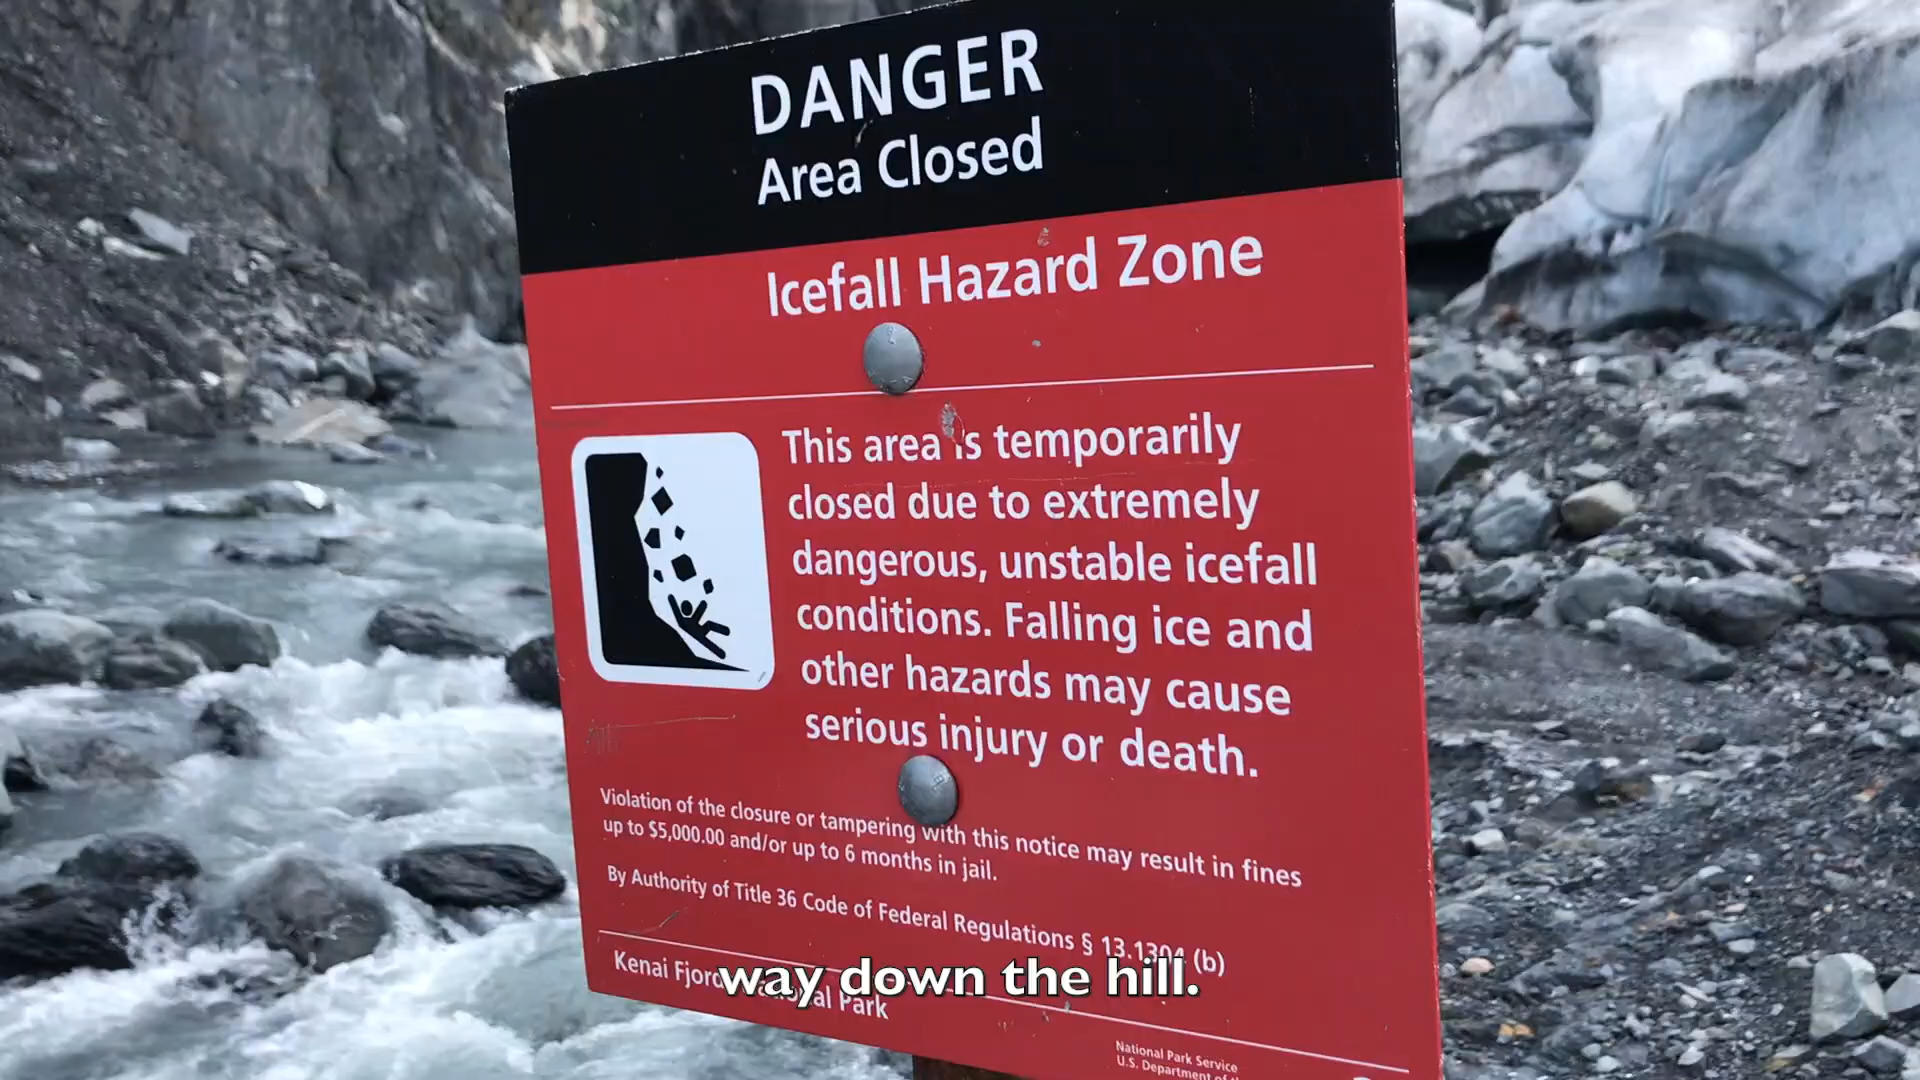 DANGER
Area Closed
Icefall Hazard Zone
This area is temporarily
closed due to extremely
dangerous, unstable icefall
conditions. Falling ice and
other hazards may cause
serious injury or death.
Violation of the closure or tampering with this notice may result in fines
up to $5,000.00 and/or up to 6 months in jail.
By Authority of Title 36 Code of Federal Regulations § 13.1304 (b)
Kenai Fjords National Park
way down the hill.
National Park Service
U.S. Department of